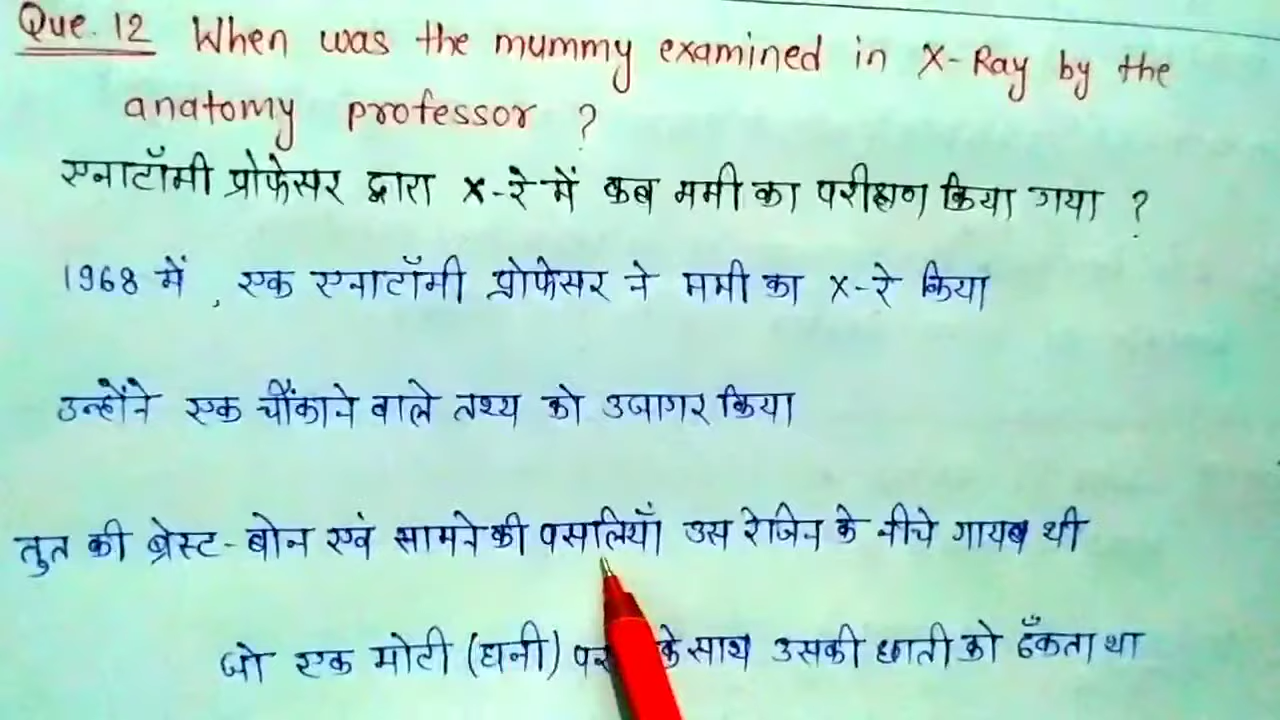 Que. 12 When was the mummy examined in X-Ray by the
anatomy professor ?
एनाटॉमी प्रोफेसर द्वारा X-रे में कब ममी का परीक्षण किया गया ?
1968 में , एक एनाटॉमी प्रोफेसर ने ममी का X-रे किया
उन्होंने एक चौंकाने वाले तथ्य को उजागर किया
तुत की ब्रेस्ट-बोन एवं सामने की पसलियाँ उस रेजिन के नीचे गायब थी
जो एक मोटी (घनी) के साथ उसकी छाती को ढँकता था